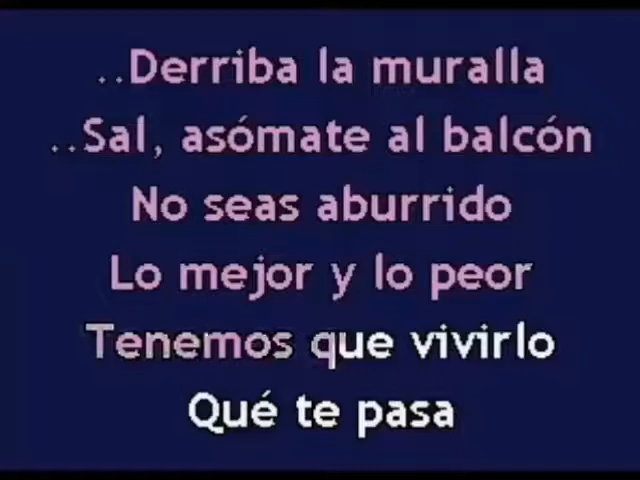 ..Derriba la muralla
..Sal, asómate al balcón
No seas aburrido
Lo mejor y lo peor
Tenemos que vivirlo
Qué te pasa